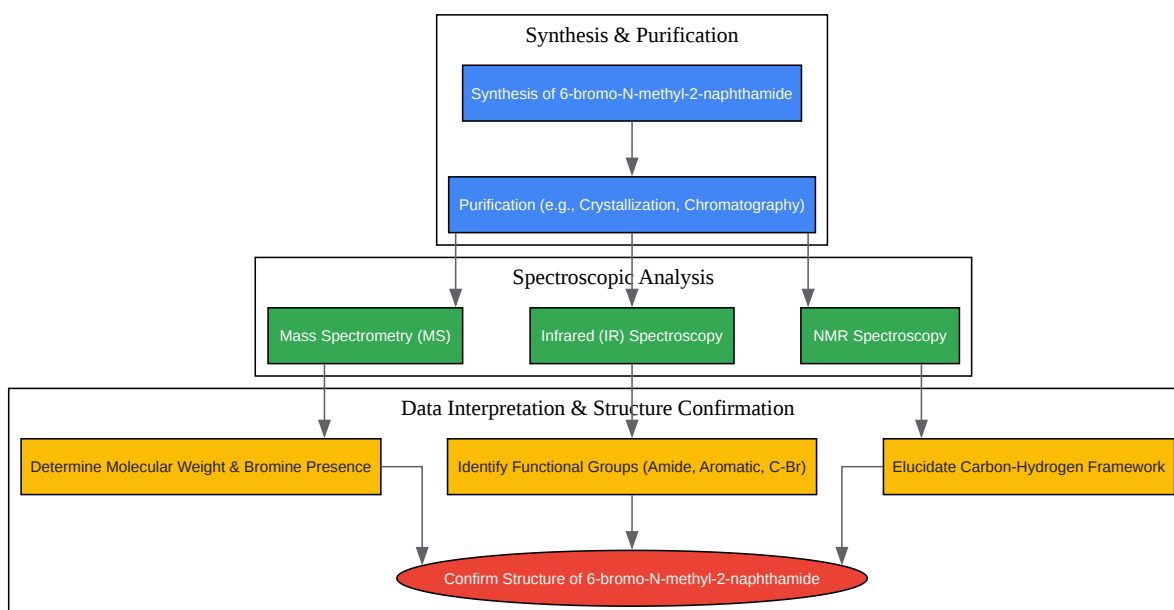 Synthesis & Purification
Synthesis of 6-bromo-N-methyl-2-naphthamide
Purification (e.g., Crystallization, Chromatography)
Spectroscopic Analysis
Mass Spectrometry (MS)
Infrared (IR) Spectroscopy
NMR Spectroscopy
Data Interpretation & Structure Confirmation
Determine Molecular Weight & Bromine Presence
Identify Functional Groups (Amide, Aromatic, C-Br)
Elucidate Carbon-Hydrogen Framework
Confirm Structure of 6-bromo-N-methyl-2-naphthamide